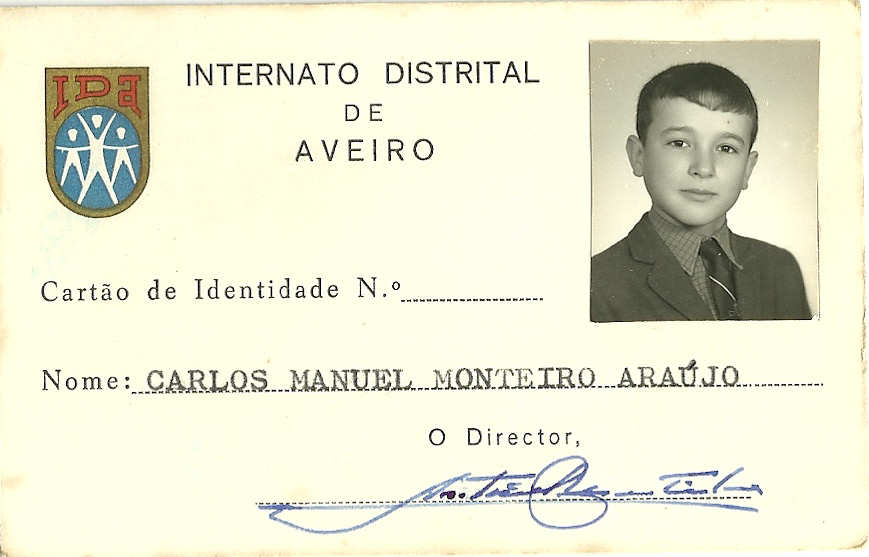 IDA
INTERNATO DISTRITAL
DE
AVEIRO
Cartão de Identidade N.º
Nome: CARLOS MANUEL MONTEIRO ARAÚJO
O Director,